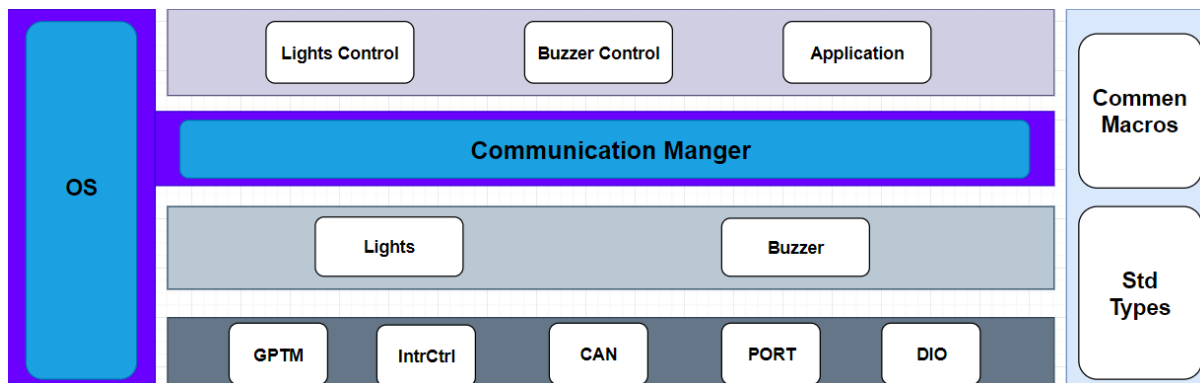 OS
Lights Control
Buzzer Control
Application
Communication Manger
Lights
Buzzer
GPTM
IntrCtrl
CAN
PORT
DIO
Commen
Macros
Std
Types